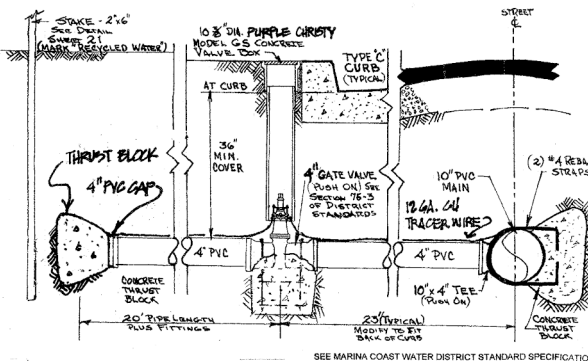 STAKE - 2"x6"
SEE DETAIL
SHEET 21
(MARK "RECYCLED WATER")
10 3/8" DIA. PURPLE CHRISTY
MODEL G5 CONCRETE
VALVE BOX
STREET
℄
TYPE "C"
CURB
(TYPICAL)
AT CURB
36"
MIN.
COVER
THRUST BLOCK
4" PVC CAP
4" GATE VALVE
(PUSH ON) SEE
SECTION 76-3
OF DISTRICT
STANDARDS
10" PVC
MAIN
(2) #4 REBA
STRAPS
12 GA. CU
TRACER WIRE
4" PVC
4" PVC
CONCRETE
THRUST
BLOCK
10" x 4" TEE
(PUSH ON)
CONCRETE
THRUST
BLOCK
20' PIPE LENGTH
PLUS FITTINGS
23' (TYPICAL)
MODIFY TO FIT
BACK OF CURB
SEE MARINA COAST WATER DISTRICT STANDARD SPECIFICATIO